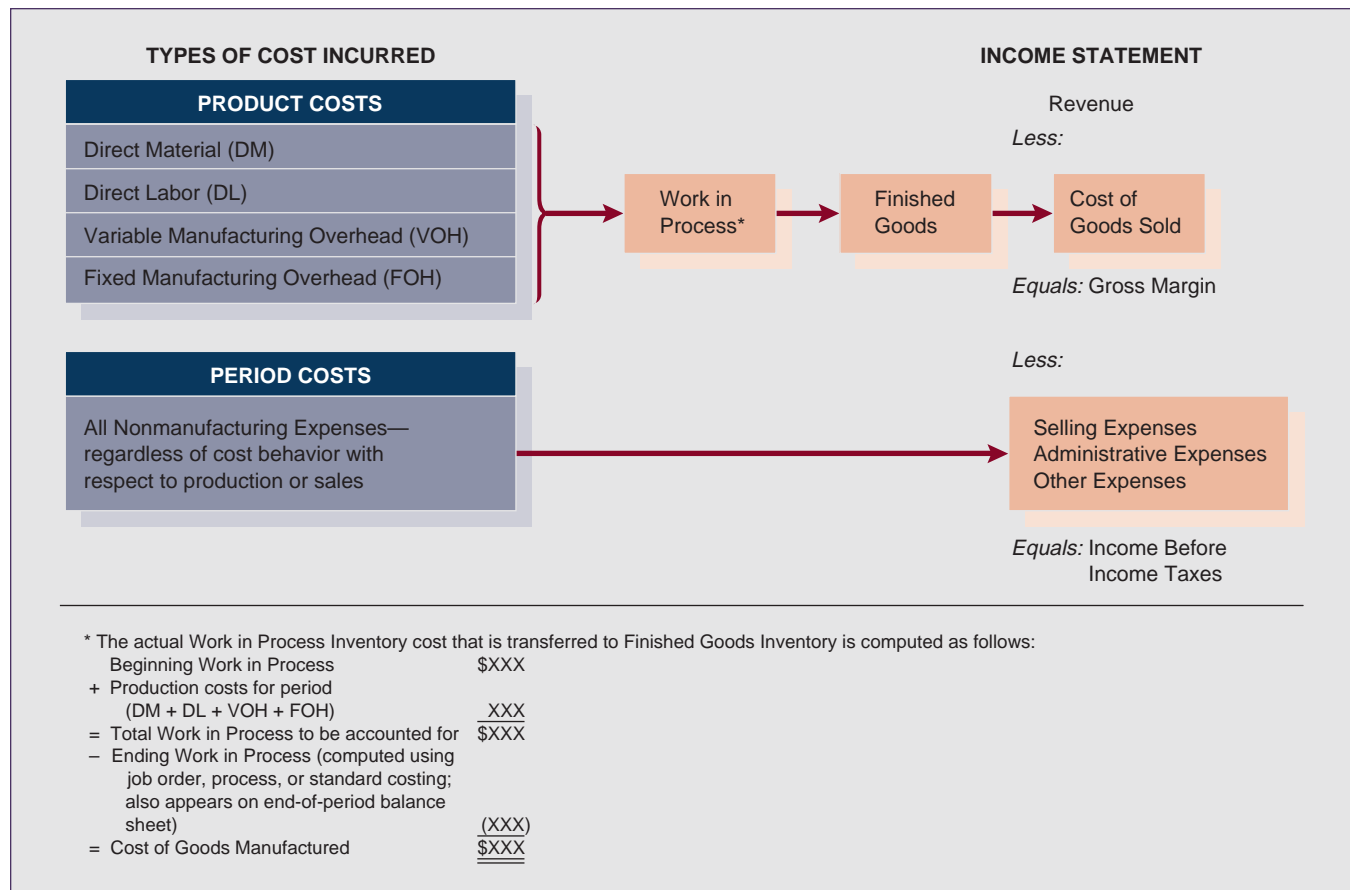 TYPES OF COST INCURRED
INCOME STATEMENT
PRODUCT COSTS
Direct Material (DM)
Direct Labor (DL)
Variable Manufacturing Overhead (VOH)
Fixed Manufacturing Overhead (FOH)
Work in
Process*
Finished
Goods
Revenue
Less:
Cost of
Goods Sold
Equals: Gross Margin
PERIOD COSTS
All Nonmanufacturing Expenses—
regardless of cost behavior with
respect to production or sales
Less:
Selling Expenses
Administrative Expenses
Other Expenses
Equals: Income Before
Income Taxes
* The actual Work in Process Inventory cost that is transferred to Finished Goods Inventory is computed as follows:
Beginning Work in Process $XXX
+ Production costs for period
(DM + DL + VOH + FOH) XXX
= Total Work in Process to be accounted for $XXX
– Ending Work in Process (computed using
job order, process, or standard costing;
also appears on end-of-period balance
sheet) (XXX)
= Cost of Goods Manufactured $XXX